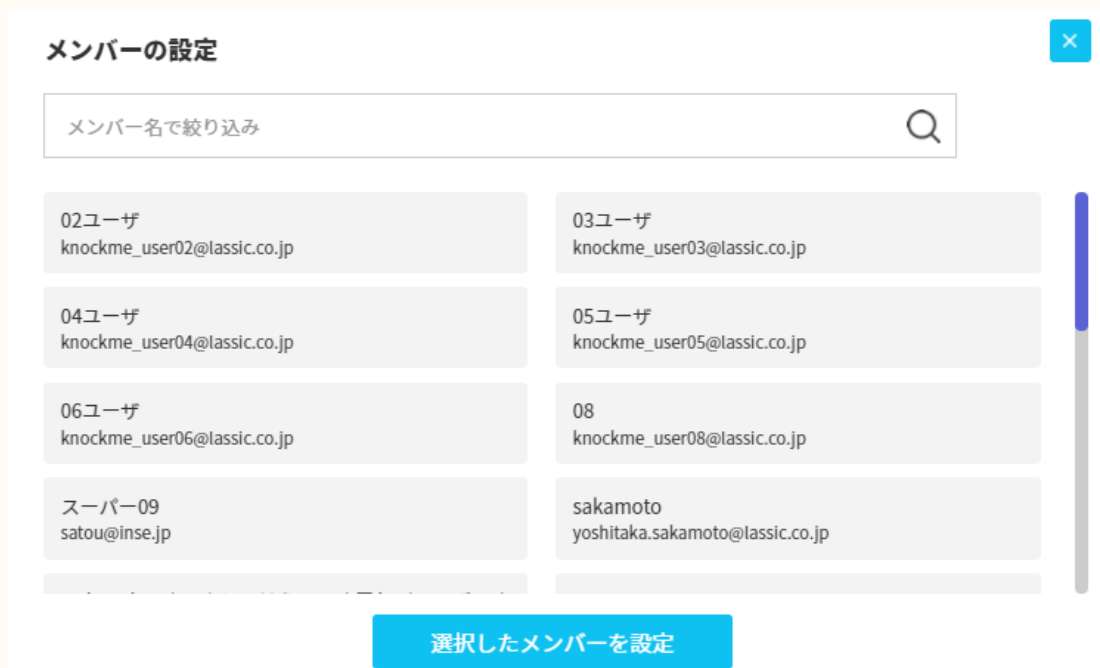 メンバーの設定
×
メンバー名で絞り込み
02ユーザ
knockme_user02@lassic.co.jp
03ユーザ
knockme_user03@lassic.co.jp
04ユーザ
knockme_user04@lassic.co.jp
05ユーザ
knockme_user05@lassic.co.jp
06ユーザ
knockme_user06@lassic.co.jp
08
knockme_user08@lassic.co.jp
スーパー09
satou@inse.jp
sakamoto
yoshitaka.sakamoto@lassic.co.jp
選択したメンバーを設定